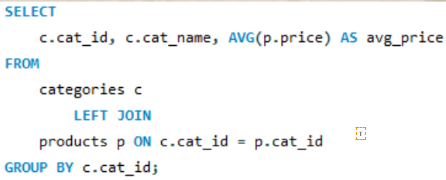 SELECT
c.cat_id, c.cat_name, AVG(p.price) AS avg_price
FROM
categories c
LEFT JOIN
products p ON c.cat_id = p.cat_id
GROUP BY c.cat_id;